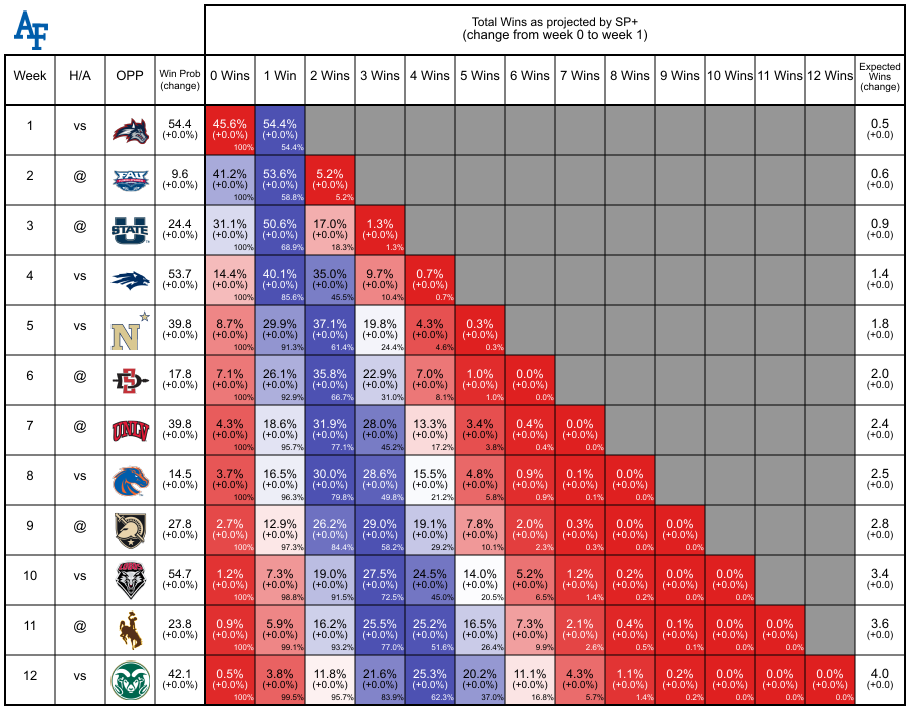 AF
Total Wins as projected by SP+
(change from week 0 to week 1)
Week H/A OPP Win Prob (change) 0 Wins 1 Win 2 Wins 3 Wins 4 Wins 5 Wins 6 Wins 7 Wins 8 Wins 9 Wins 10 Wins 11 Wins 12 Wins Expected Wins (change)
1 vs 54.4 45.6% 54.4% 0.5
(+0.0%) (+0.0%) (+0.0%) (+0.0)
100% 54.4%
2 @ FAU 9.6 41.2% 53.6% 5.2% 0.6
(+0.0%) (+0.0%) (+0.0%) (+0.0%) (+0.0)
100% 58.8% 5.2%
3 @ U STATE 24.4 31.1% 50.6% 17.0% 1.3% 0.9
(+0.0%) (+0.0%) (+0.0%) (+0.0%) (+0.0%) (+0.0)
100% 68.9% 18.3% 1.3%
4 vs 53.7 14.4% 40.1% 35.0% 9.7% 0.7% 1.4
(+0.0%) (+0.0%) (+0.0%) (+0.0%) (+0.0%) (+0.0%) (+0.0)
100% 85.6% 45.5% 10.4% 0.7%
5 vs N 39.8 8.7% 29.9% 37.1% 19.8% 4.3% 0.3% 1.8
(+0.0%) (+0.0%) (+0.0%) (+0.0%) (+0.0%) (+0.0%) (+0.0%) (+0.0)
100% 91.3% 61.4% 24.4% 4.6% 0.3%
6 @ SD 17.8 7.1% 26.1% 35.8% 22.9% 7.0% 1.0% 0.0% 2.0
(+0.0%) (+0.0%) (+0.0%) (+0.0%) (+0.0%) (+0.0%) (+0.0%) (+0.0%) (+0.0)
100% 92.9% 66.7% 31.0% 8.1% 1.0% 0.0%
7 @ UNLV 39.8 4.3% 18.6% 31.9% 28.0% 13.3% 3.4% 0.4% 0.0% 2.4
(+0.0%) (+0.0%) (+0.0%) (+0.0%) (+0.0%) (+0.0%) (+0.0%) (+0.0%) (+0.0%) (+0.0)
100% 95.7% 77.1% 45.2% 17.2% 3.8% 0.4% 0.0%
8 vs 14.5 3.7% 16.5% 30.0% 28.6% 15.5% 4.8% 0.9% 0.1% 0.0% 2.5
(+0.0%) (+0.0%) (+0.0%) (+0.0%) (+0.0%) (+0.0%) (+0.0%) (+0.0%) (+0.0%) (+0.0%) (+0.0)
100% 96.3% 79.8% 49.8% 21.2% 5.8% 0.9% 0.1% 0.0%
9 @ 27.8 2.7% 12.9% 26.2% 29.0% 19.1% 7.8% 2.0% 0.3% 0.0% 0.0% 2.8
(+0.0%) (+0.0%) (+0.0%) (+0.0%) (+0.0%) (+0.0%) (+0.0%) (+0.0%) (+0.0%) (+0.0%) (+0.0%) (+0.0)
100% 97.3% 84.4% 58.2% 29.2% 10.1% 2.3% 0.3% 0.0% 0.0%
10 vs 54.7 1.2% 7.3% 19.0% 27.5% 24.5% 14.0% 5.2% 1.2% 0.2% 0.0% 0.0% 3.4
(+0.0%) (+0.0%) (+0.0%) (+0.0%) (+0.0%) (+0.0%) (+0.0%) (+0.0%) (+0.0%) (+0.0%) (+0.0%) (+0.0%) (+0.0)
100% 98.8% 91.5% 72.5% 45.0% 20.5% 6.5% 1.4% 0.2% 0.0% 0.0%
11 @ 23.8 0.9% 5.9% 16.2% 25.5% 25.2% 16.5% 7.3% 2.1% 0.4% 0.1% 0.0% 0.0% 3.6
(+0.0%) (+0.0%) (+0.0%) (+0.0%) (+0.0%) (+0.0%) (+0.0%) (+0.0%) (+0.0%) (+0.0%) (+0.0%) (+0.0%) (+0.0%) (+0.0)
100% 99.1% 93.2% 77.0% 51.6% 26.4% 9.9% 2.6% 0.5% 0.1% 0.0% 0.0%
12 vs 42.1 0.5% 3.8% 11.8% 21.6% 25.3% 20.2% 11.1% 4.3% 1.1% 0.2% 0.0% 0.0% 0.0% 4.0
(+0.0%) (+0.0%) (+0.0%) (+0.0%) (+0.0%) (+0.0%) (+0.0%) (+0.0%) (+0.0%) (+0.0%) (+0.0%) (+0.0%) (+0.0%) (+0.0%) (+0.0)
100% 99.5% 95.7% 83.9% 62.3% 37.0% 16.8% 5.7% 1.4% 0.2% 0.0% 0.0% 0.0%